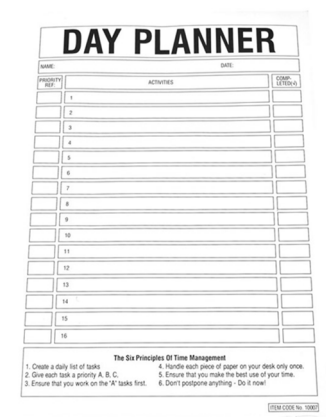 DAY PLANNER
NAME: DATE:
PRIORITY REF: ACTIVITIES COMP- LETED(√)
1
2
3
4
5
6
7
8
9
10
11
12
13
14
15
16
The Six Principles Of Time Management
1. Create a daily list of tasks
2. Give each task a priority A, B, C.
3. Ensure that you work on the "A" tasks first.
4. Handle each piece of paper on your desk only once.
5. Ensure that you make the best use of your time.
6. Don't postpone anything - Do it now!
ITEM CODE No. 10007